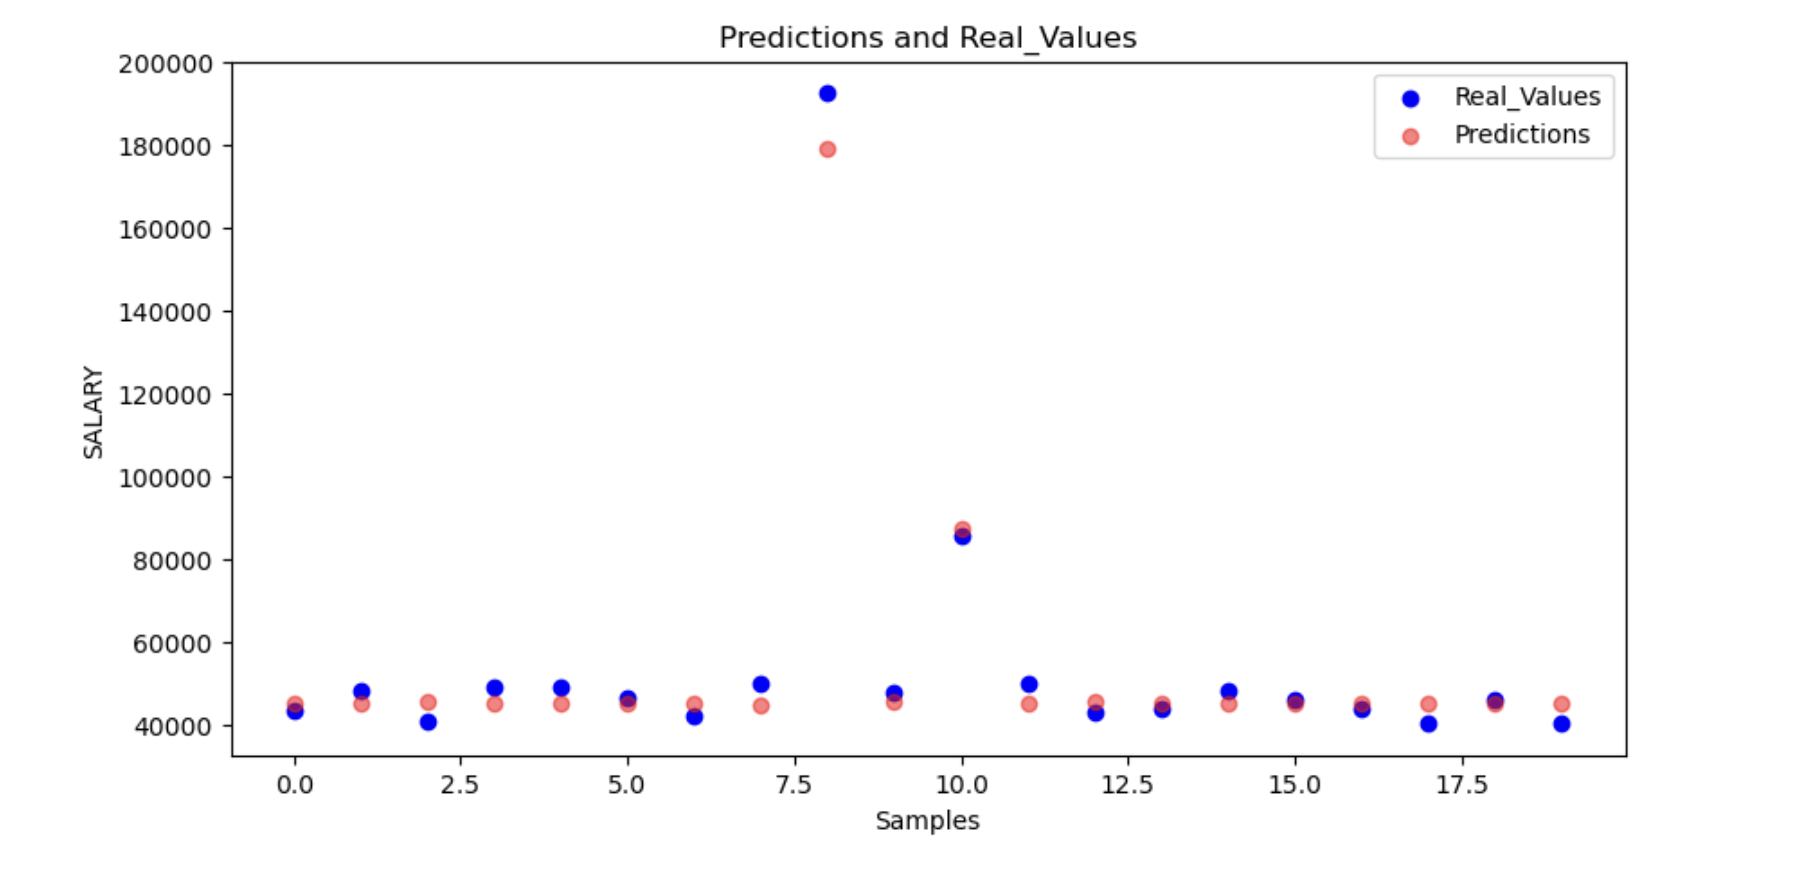 Predictions and Real_Values
Real_Values
Predictions
200000
180000
160000
140000
120000
100000
80000
60000
40000
SALARY
0.0 2.5 5.0 7.5 10.0 12.5 15.0 17.5
Samples